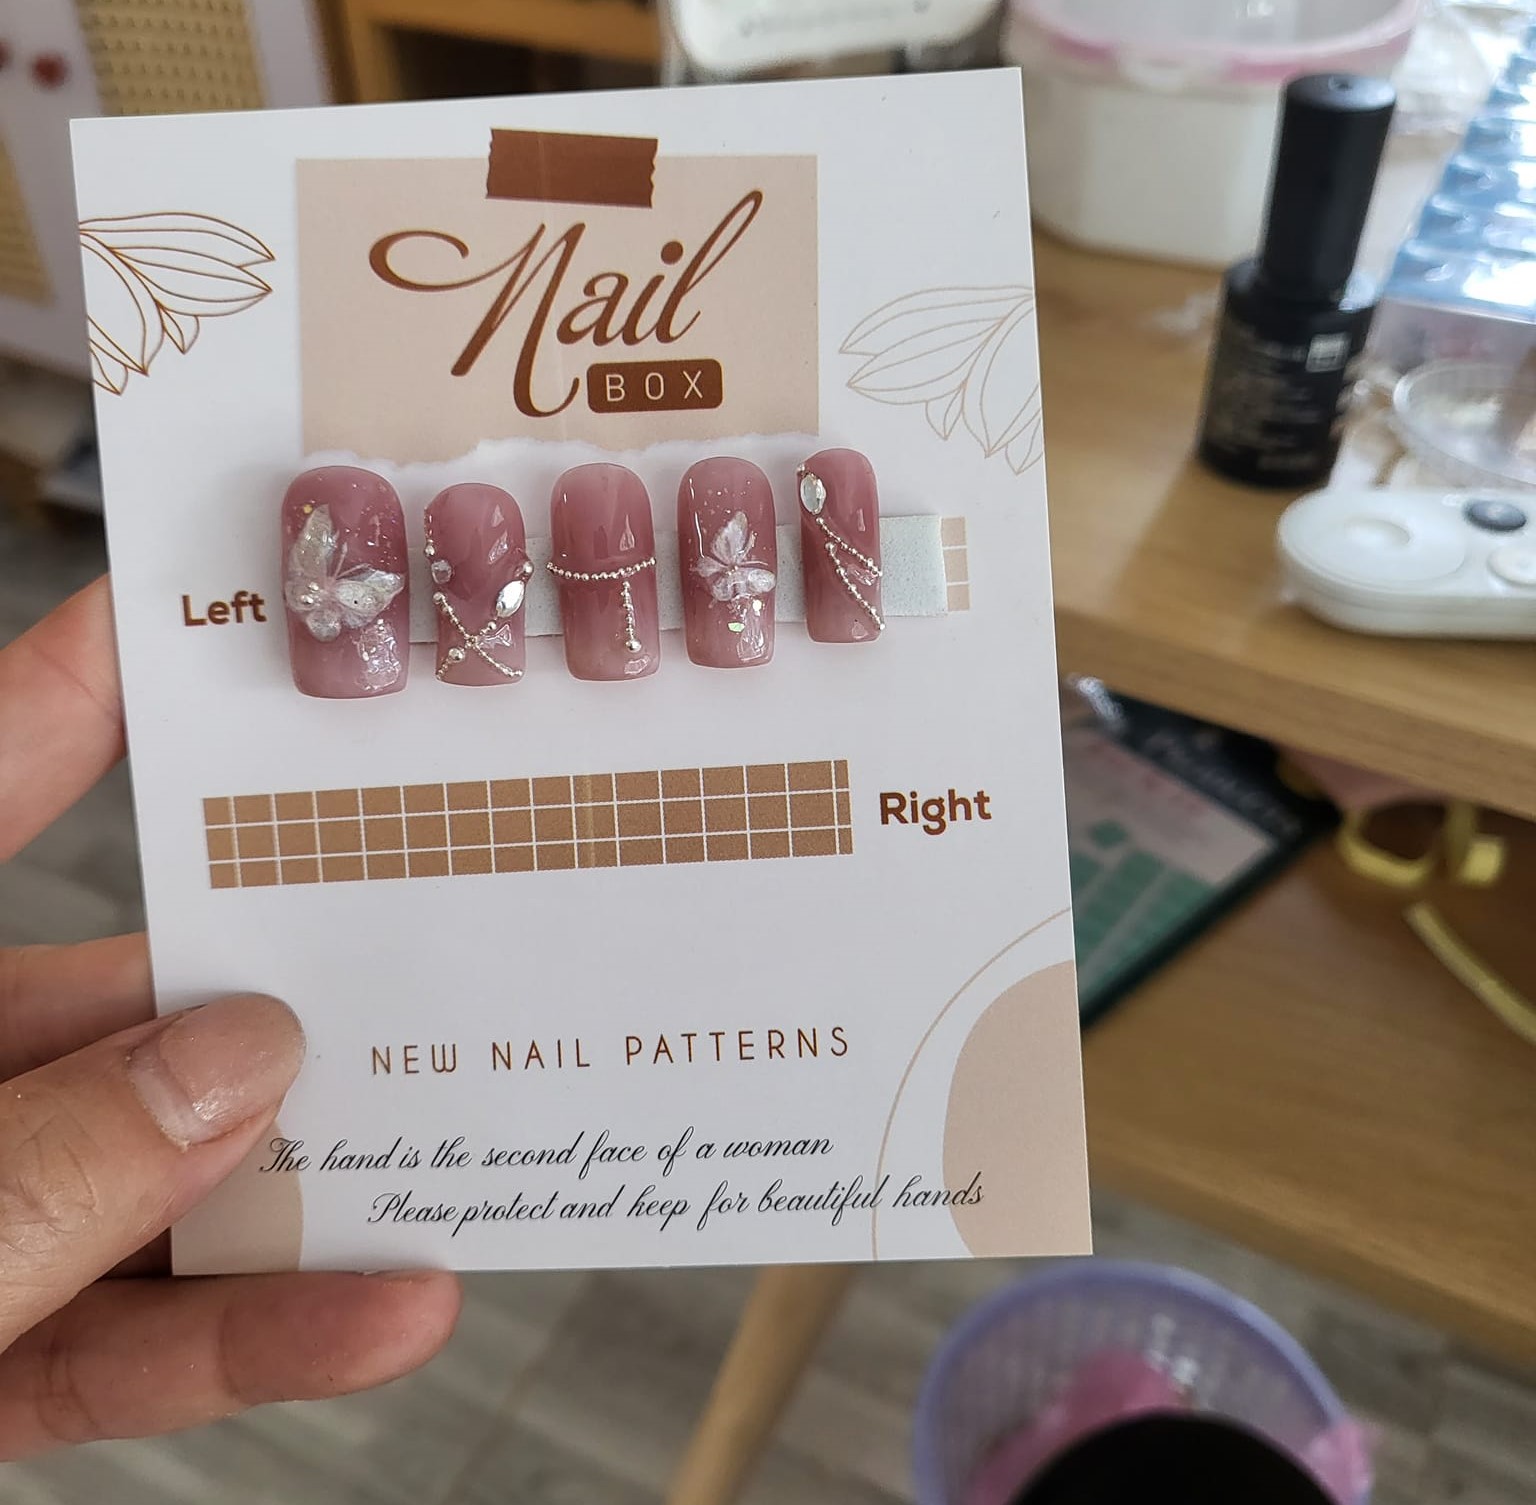 Nail
BOX
Left
Right
NEW NAIL PATTERNS
The hand is the second face of a woman
Please protect and keep for beautiful hands